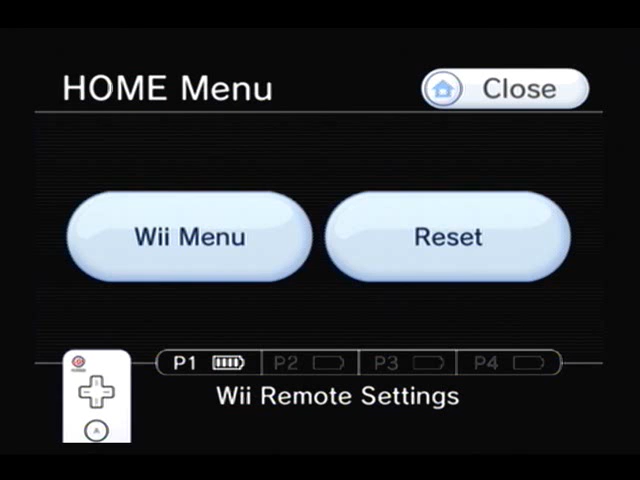 HOME Menu
Close
Wii Menu
Reset
P1 P2 P3 P4
Wii Remote Settings
A